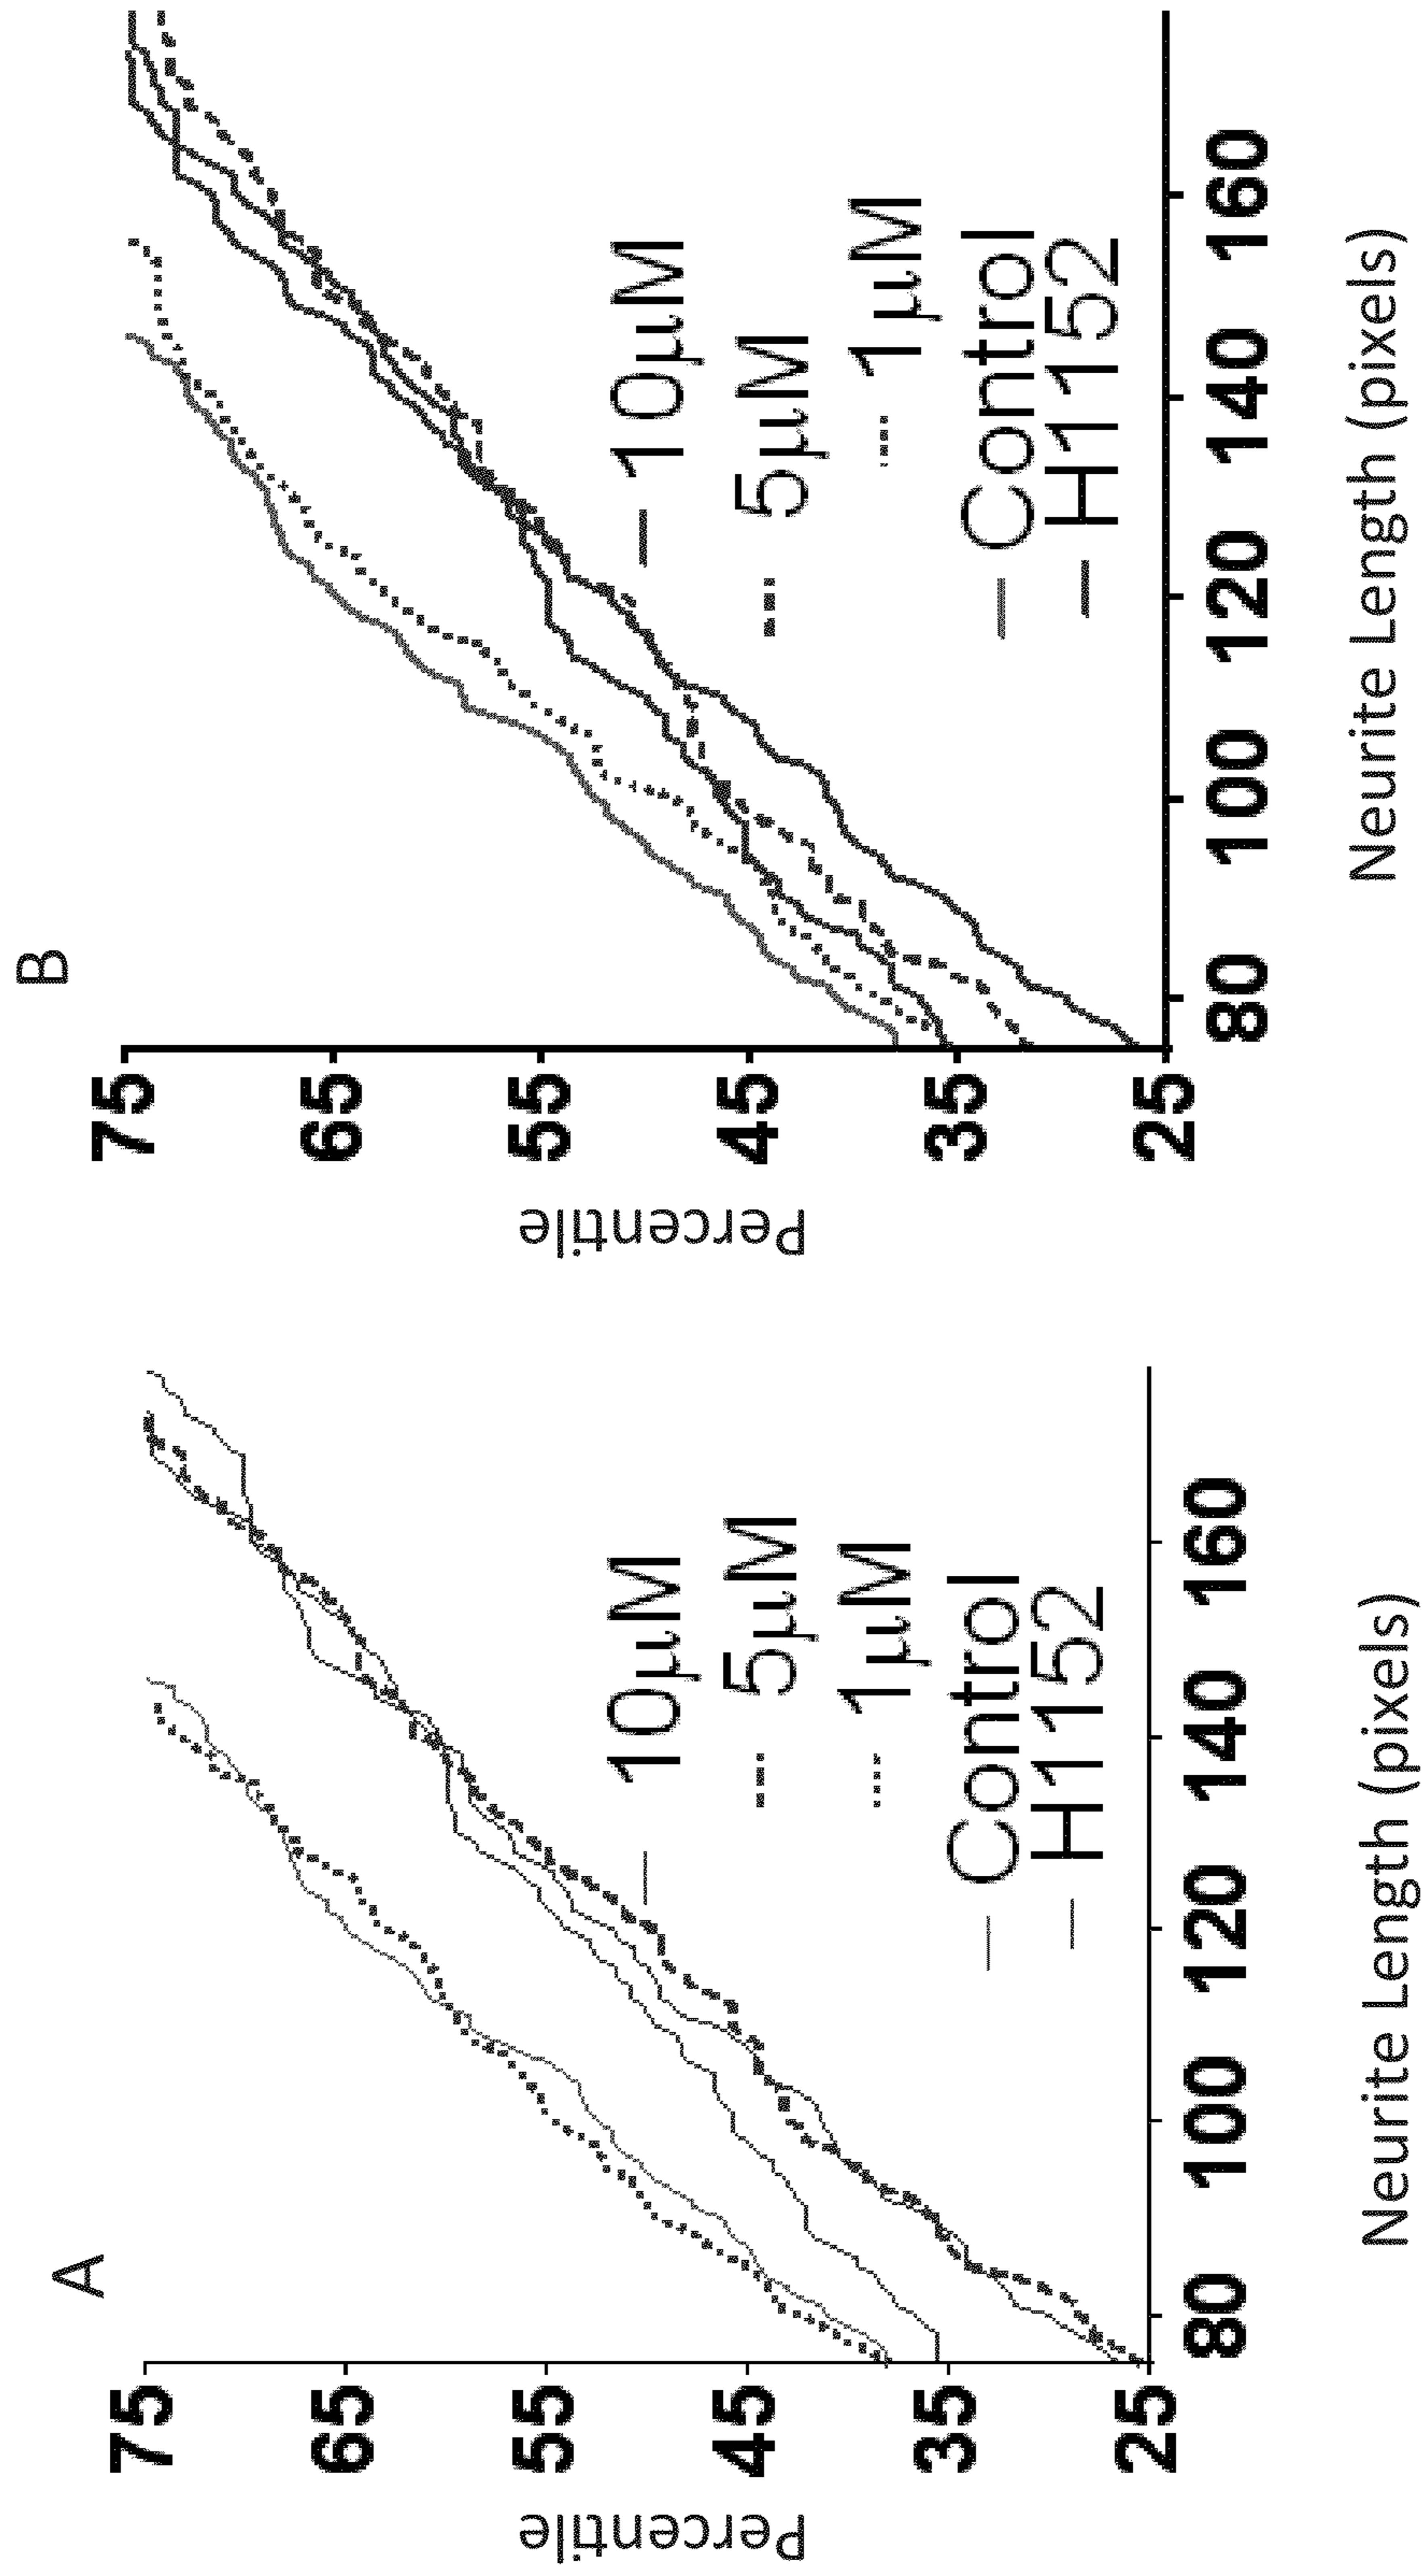 A
Percentile
75
65
55
45
35
25
10µM
5µM
1µM
Control
H1152
80 100 120 140 160
Neurite Length (pixels)
B
Percentile
75
65
55
45
35
25
10µM
5µM
1µM
Control
H1152
80 100 120 140 160
Neurite Length (pixels)